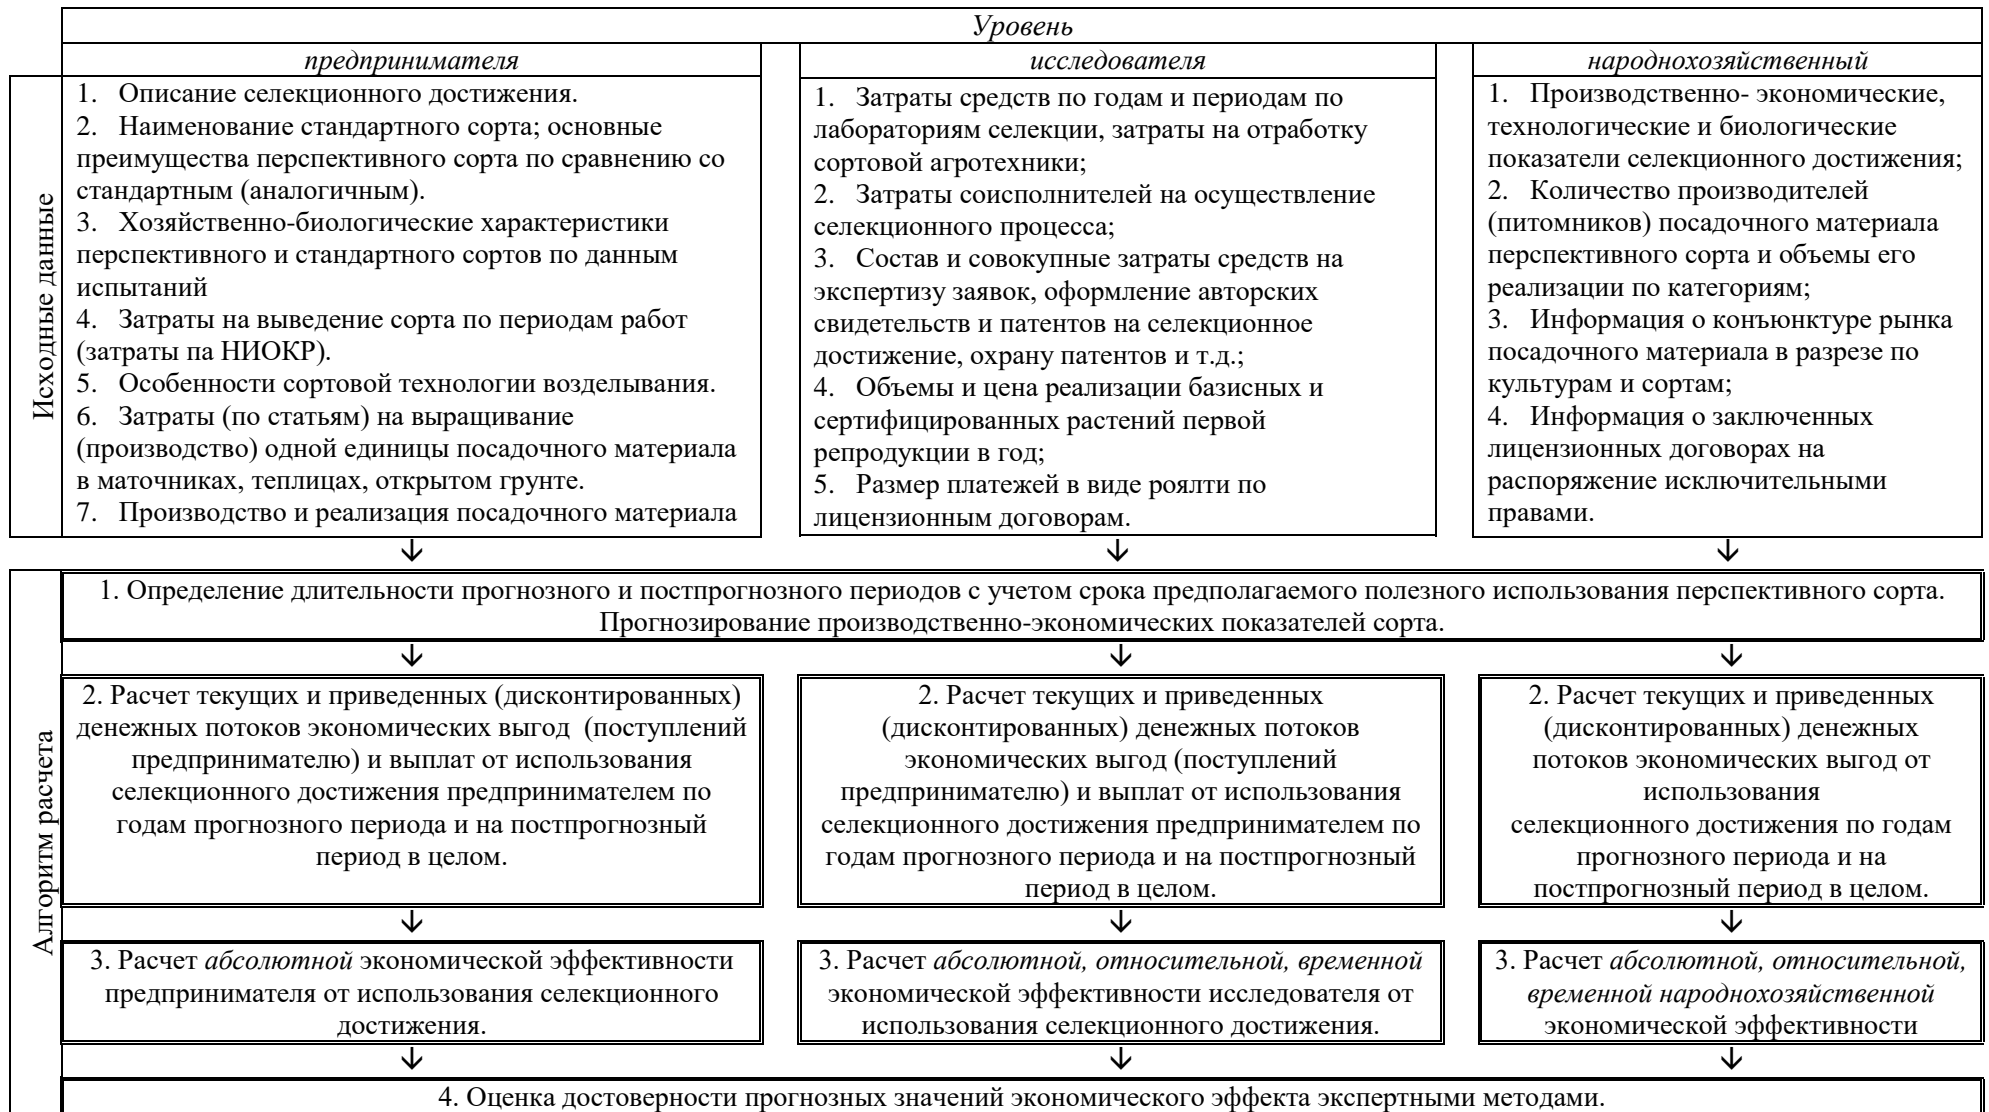 Уровень
предпринимателя
исследователя
народнохозяйственный
Исходные данные
1. Описание селекционного достижения.
2. Наименование стандартного сорта; основные
преимущества перспективного сорта по сравнению со
стандартным (аналогичным).
3. Хозяйственно-биологические характеристики
перспективного и стандартного сортов по данным
испытаний
4. Затраты на выведение сорта по периодам работ
(затраты па НИОКР).
5. Особенности сортовой технологии возделывания.
6. Затраты (по статьям) на выращивание
(производство) одной единицы посадочного материала
в маточниках, теплицах, открытом грунте.
7. Производство и реализация посадочного материала
1. Затраты средств по годам и периодам по
лабораториям селекции, затраты на отработку
сортовой агротехники;
2. Затраты соисполнителей на осуществление
селекционного процесса;
3. Состав и совокупные затраты средств на
экспертизу заявок, оформление авторских
свидетельств и патентов на селекционное
достижение, охрану патентов и т.д.;
4. Объемы и цена реализации базисных и
сертифицированных растений первой
репродукции в год;
5. Размер платежей в виде роялти по
лицензионным договорам.
1. Производственно- экономические,
технологические и биологические
показатели селекционного достижения;
2. Количество производителей
(питомников) посадочного материала
перспективного сорта и объемы его
реализации по категориям;
3. Информация о конъюнктуре рынка
посадочного материала в разрезе по
культурам и сортам;
4. Информация о заключенных
лицензионных договорах на
распоряжение исключительными
правами.
Алгоритм расчета
1. Определение длительности прогнозного и постпрогнозного периодов с учетом срока предполагаемого полезного использования перспективного сорта.
Прогнозирование производственно-экономических показателей сорта.
2. Расчет текущих и приведенных (дисконтированных)
денежных потоков экономических выгод (поступлений
предпринимателю) и выплат от использования
селекционного достижения предпринимателем по
годам прогнозного периода и на постпрогнозный
период в целом.
2. Расчет текущих и приведенных
(дисконтированных) денежных потоков
экономических выгод (поступлений
предпринимателю) и выплат от использования
селекционного достижения предпринимателем по
годам прогнозного периода и на постпрогнозный
период в целом.
2. Расчет текущих и приведенных
(дисконтированных) денежных
потоков экономических выгод от
использования
селекционного достижения по годам
прогнозного периода и на
постпрогнозный период в целом.
3. Расчет абсолютной экономической эффективности
предпринимателя от использования селекционного
достижения.
3. Расчет абсолютной, относительной, временной
экономической эффективности исследователя от
использования селекционного достижения.
3. Расчет абсолютной, относительной,
временной народнохозяйственной
экономической эффективности
4. Оценка достоверности прогнозных значений экономического эффекта экспертными методами.